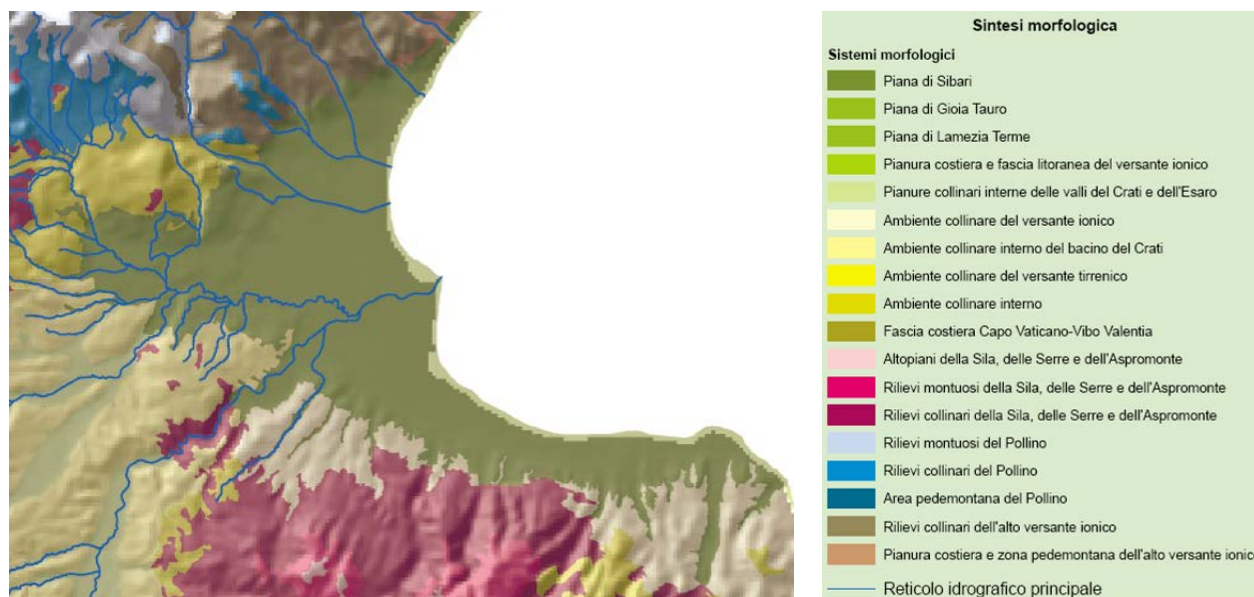 Sintesi morfologica
Sistemi morfologici
Piana di Sibari
Piana di Gioia Tauro
Piana di Lamezia Terme
Pianura costiera e fascia litoranea del versante ionico
Pianure collinari interne delle valli del Crati e dell'Esaro
Ambiente collinare del versante ionico
Ambiente collinare interno del bacino del Crati
Ambiente collinare del versante tirrenico
Ambiente collinare interno
Fascia costiera Capo Vaticano-Vibo Valentia
Altopiani della Sila, delle Serre e dell'Aspromonte
Rilievi montuosi della Sila, delle Serre e dell'Aspromonte
Rilievi collinari della Sila, delle Serre e dell'Aspromonte
Rilievi montuosi del Pollino
Rilievi collinari del Pollino
Area pedemontana del Pollino
Rilievi collinari dell'alto versante ionico
Pianura costiera e zona pedemontana dell'alto versante ionic
Reticolo idrografico principale